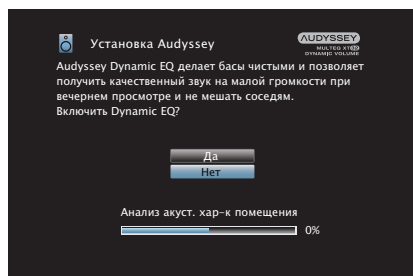 Установка Audyssey
AUDYSSEY
MULTEQ XT32
DYNAMIC VOLUME
Audyssey Dynamic EQ делает басы чистыми и позволяет
получить качественный звук на малой громкости при
вечернем просмотре и не мешать соседям.
Включить Dynamic EQ?
Да
Нет
Анализ акуст. хар-к помещения
0%